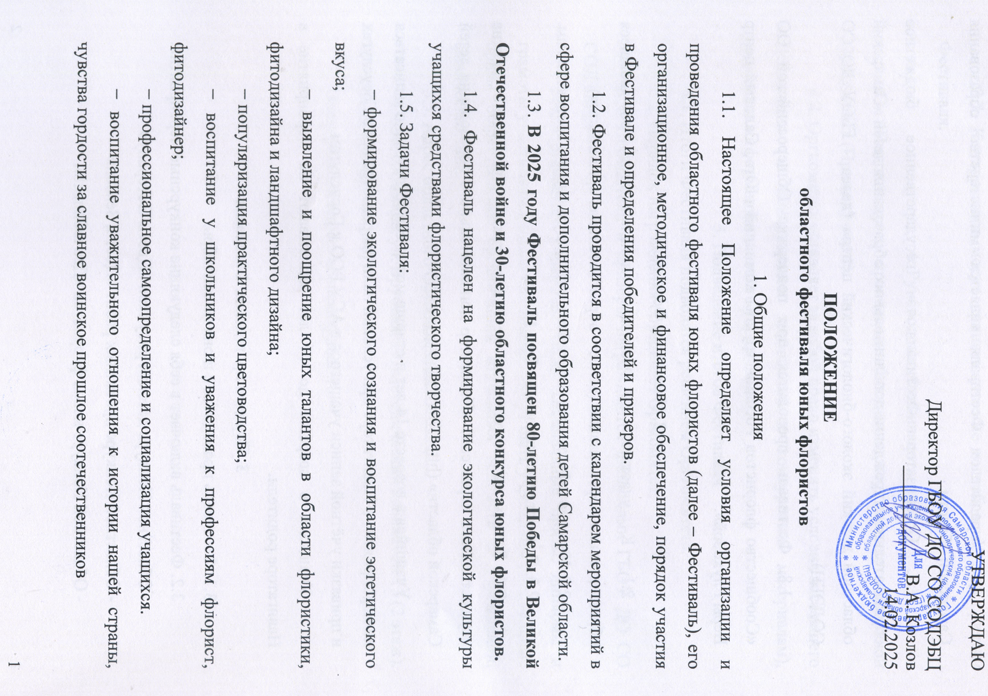 УТВЕРЖДАЮ
Директор ГБОУ ДО СО СОДЭБЦ
В.А. Козлов
14.02.2025
Для
документов
ПОЛОЖЕНИЕ
областного фестиваля юных флористов
1. Общие положения
1.1. Настоящее Положение определяет условия организации и
проведения областного фестиваля юных флористов (далее – Фестиваль), его
организационное, методическое и финансовое обеспечение, порядок участия
в Фестивале и определения победителей и призеров.
1.2. Фестиваль проводится в соответствии с календарем мероприятий в
сфере воспитания и дополнительного образования детей Самарской области.
1.3. В 2025 году Фестиваль посвящен 80-летию Победы в Великой
Отечественной войне и 30-летию областного конкурса юных флористов.
1.4. Фестиваль нацелен на формирование экологической культуры
учащихся средствами флористического творчества.
1.5. Задачи Фестиваля:
– формирование экологического сознания и воспитание эстетического
вкуса;
– выявление и поощрение юных талантов в области флористики,
фитодизайна и ландшафтного дизайна;
– популяризация практического цветоводства;
– воспитание у школьников и уважения к профессиям флорист,
фитодизайнер;
– профессиональное самоопределение и социализация учащихся.
– воспитание уважительного отношения к истории нашей страны,
чувства гордости за славное воинское прошлое соотечественников
1